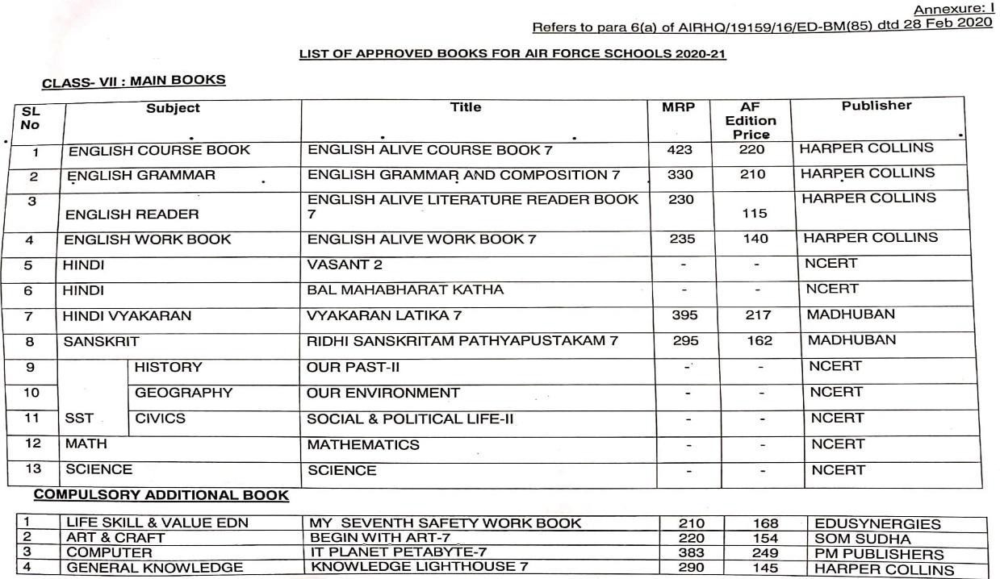 Annexure: I
Refers to para 6(a) of AIRHQ/19159/16/ED-BM(85) dtd 28 Feb 2020
LIST OF APPROVED BOOKS FOR AIR FORCE SCHOOLS 2020-21
CLASS- VII : MAIN BOOKS
SL No Subject Title MRP AF Edition Price Publisher
1 ENGLISH COURSE BOOK ENGLISH ALIVE COURSE BOOK 7 423 220 HARPER COLLINS
2 ENGLISH GRAMMAR ENGLISH GRAMMAR AND COMPOSITION 7 330 210 HARPER COLLINS
3 ENGLISH READER ENGLISH ALIVE LITERATURE READER BOOK 7 230 115 HARPER COLLINS
4 ENGLISH WORK BOOK ENGLISH ALIVE WORK BOOK 7 235 140 HARPER COLLINS
5 HINDI VASANT 2 - - NCERT
6 HINDI BAL MAHABHARAT KATHA - - NCERT
7 HINDI VYAKARAN VYAKARAN LATIKA 7 395 217 MADHUBAN
8 SANSKRIT RIDHI SANSKRITAM PATHYAPUSTAKAM 7 295 162 MADHUBAN
9 HISTORY OUR PAST-II - - NCERT
10 GEOGRAPHY OUR ENVIRONMENT - - NCERT
11 SST CIVICS SOCIAL & POLITICAL LIFE-II - - NCERT
12 MATH MATHEMATICS - - NCERT
13 SCIENCE SCIENCE - - NCERT
COMPULSORY ADDITIONAL BOOK
1 LIFE SKILL & VALUE EDN MY SEVENTH SAFETY WORK BOOK 210 168 EDUSYNERGIES
2 ART & CRAFT BEGIN WITH ART-7 220 154 SOM SUDHA
3 COMPUTER IT PLANET PETABYTE-7 383 249 PM PUBLISHERS
4 GENERAL KNOWLEDGE KNOWLEDGE LIGHTHOUSE 7 290 145 HARPER COLLINS